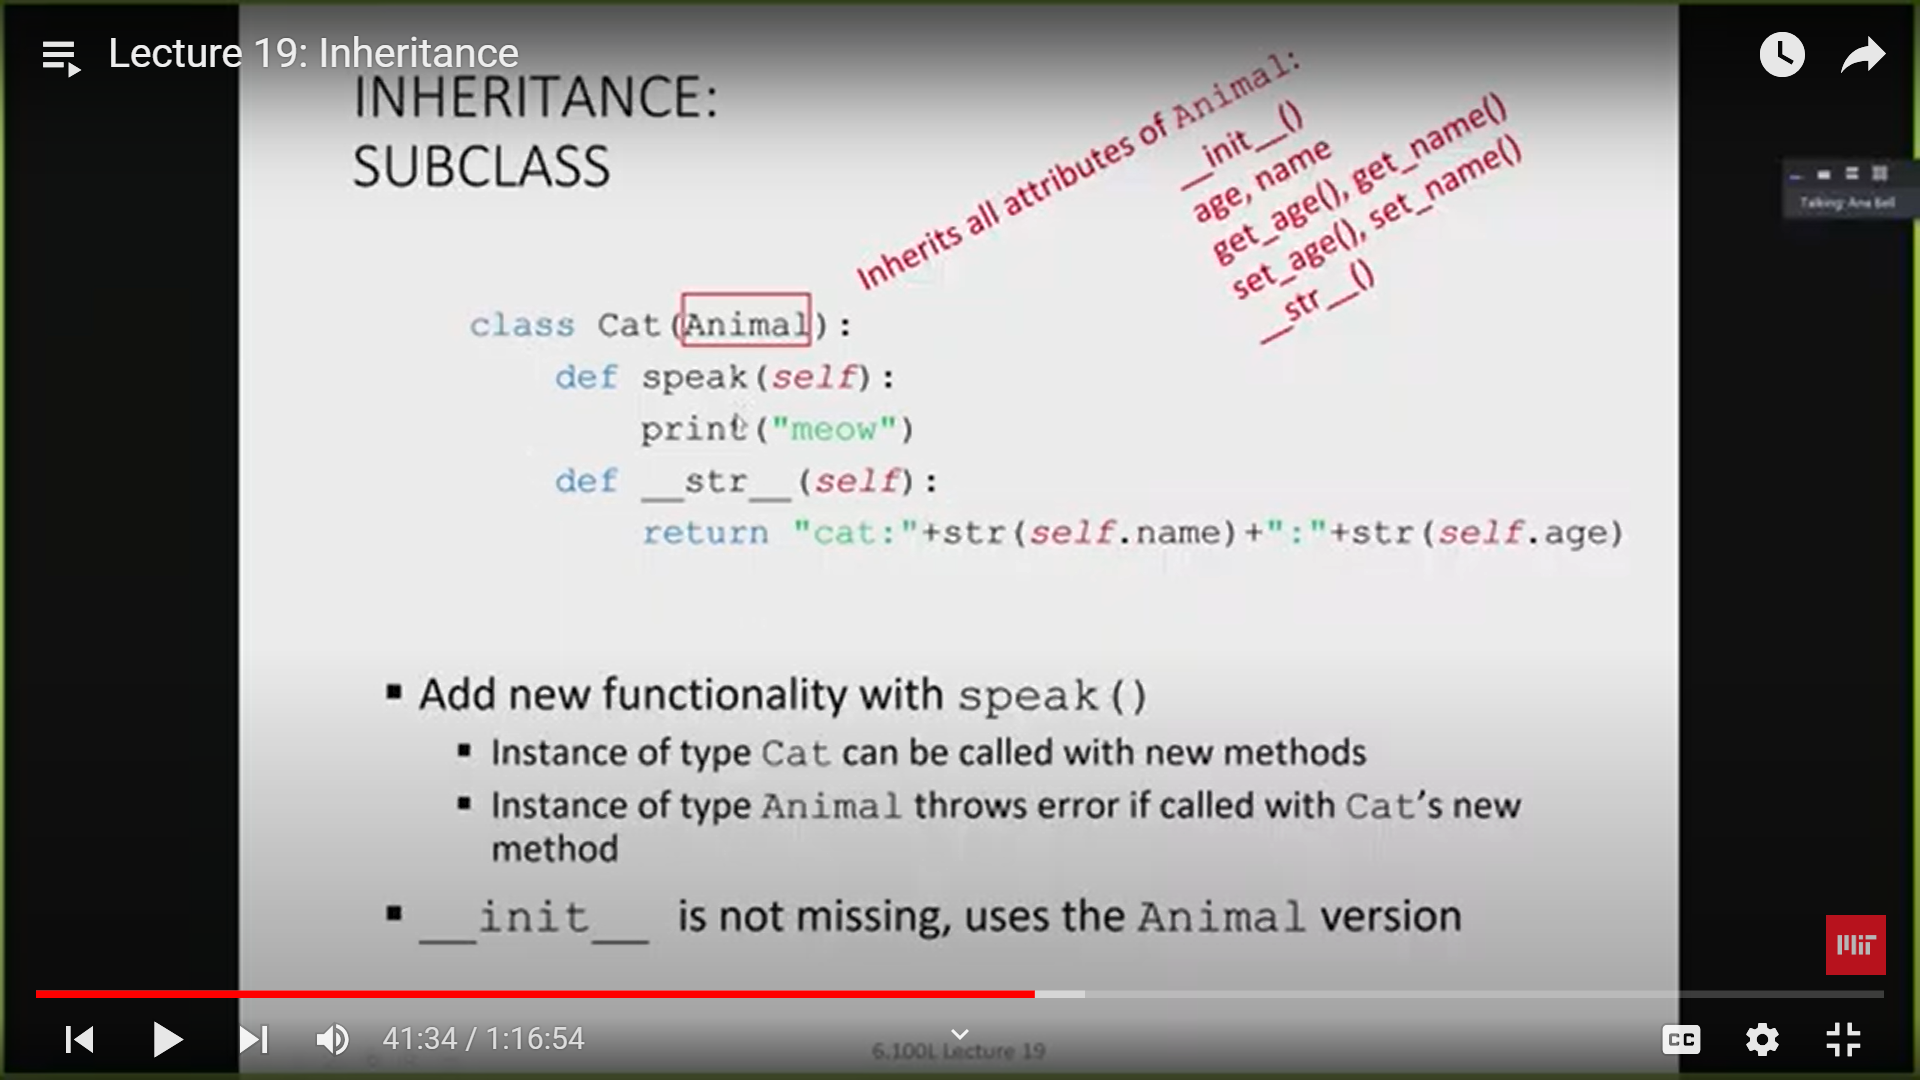 Lecture 19: Inheritance
INHERITANCE:
SUBCLASS
Inherits all attributes of Animal:
__init__()
age, name
get_age(), get_name()
set_age(), set_name()
__str__()
Talking: Ana Bell
class Cat(Animal):
def speak(self):
print("meow")
def __str__(self):
return "cat:"+str(self.name)+":"+str(self.age)
▪ Add new functionality with speak()
▪ Instance of type Cat can be called with new methods
▪ Instance of type Animal throws error if called with Cat's new
method
▪ __init__ is not missing, uses the Animal version
MIT
41:34 / 1:16:54
CC
6.100L Lecture 19